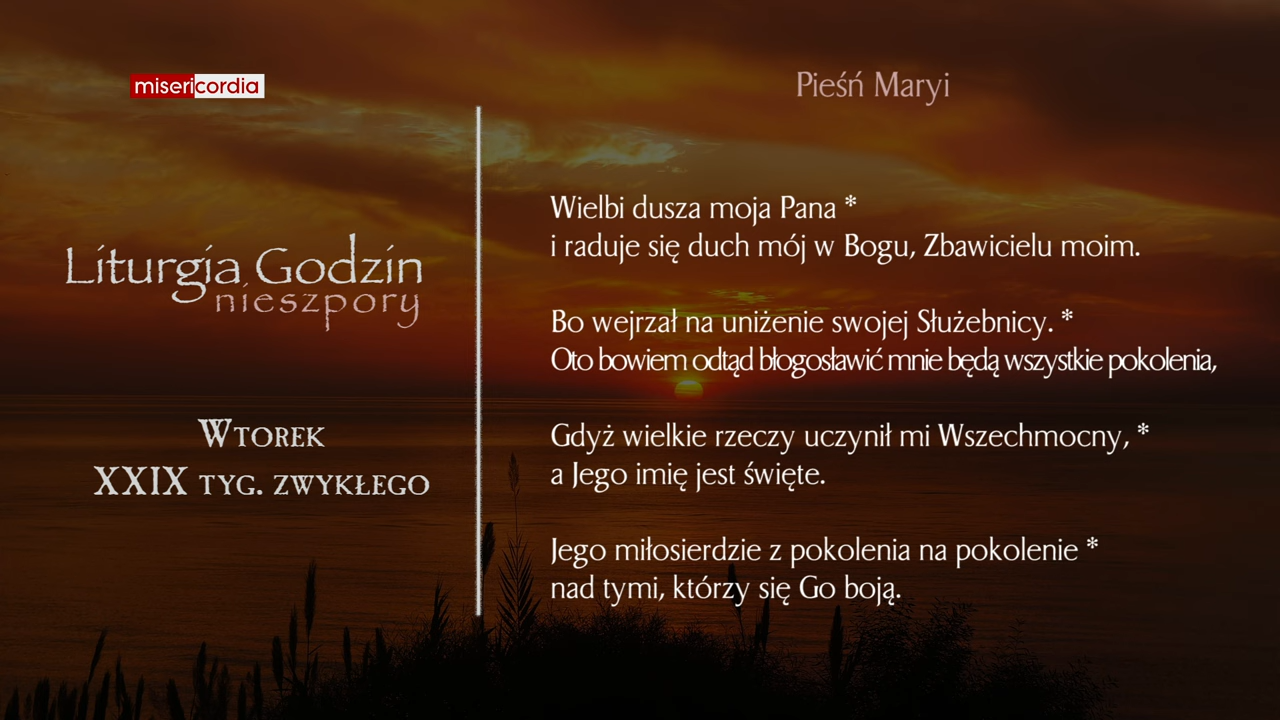 misericordia
Liturgia Godzin
nieszpory
Wtorek
XXIX tyg. zwykłego
Pieśń Maryi
Wielbi dusza moja Pana *
i raduje się duch mój w Bogu, Zbawicielu moim.
Bo wejrzał na uniżenie swojej Służebnicy. *
Oto bowiem odtąd błogosławić mnie będą wszystkie pokolenia,
Gdyż wielkie rzeczy uczynił mi Wszechmocny, *
a Jego imię jest święte.
Jego miłosierdzie z pokolenia na pokolenie *
nad tymi, którzy się Go boją.